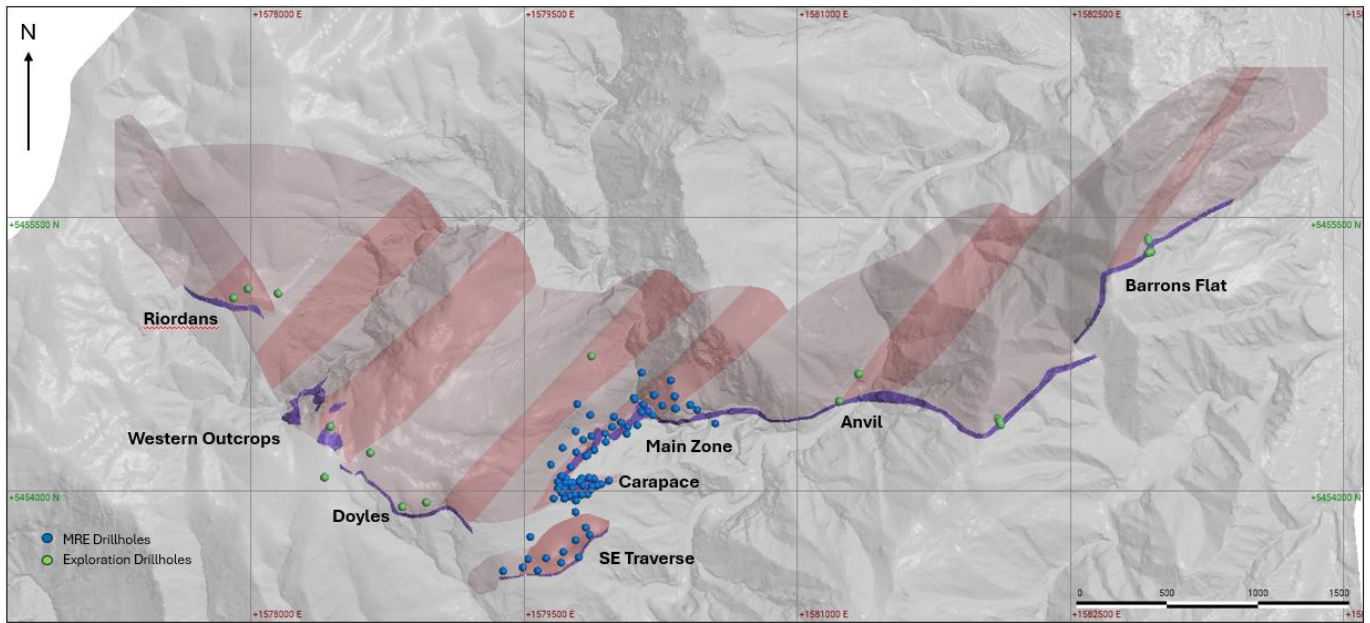 +1578000 E
+1579500 E
+1581000 E
+1582500 E
N
+5455500 N
+5455500 N
Barrons Flat
Riordans
Anvil
Western Outcrops
Main Zone
Carapace
+5454000 N
+5454000 N
Doyles
MRE Drillholes
SE Traverse
Exploration Drillholes
0
500
1000
1500
+1578000 E
+1579500 E
+1581000 E
+1582500 E